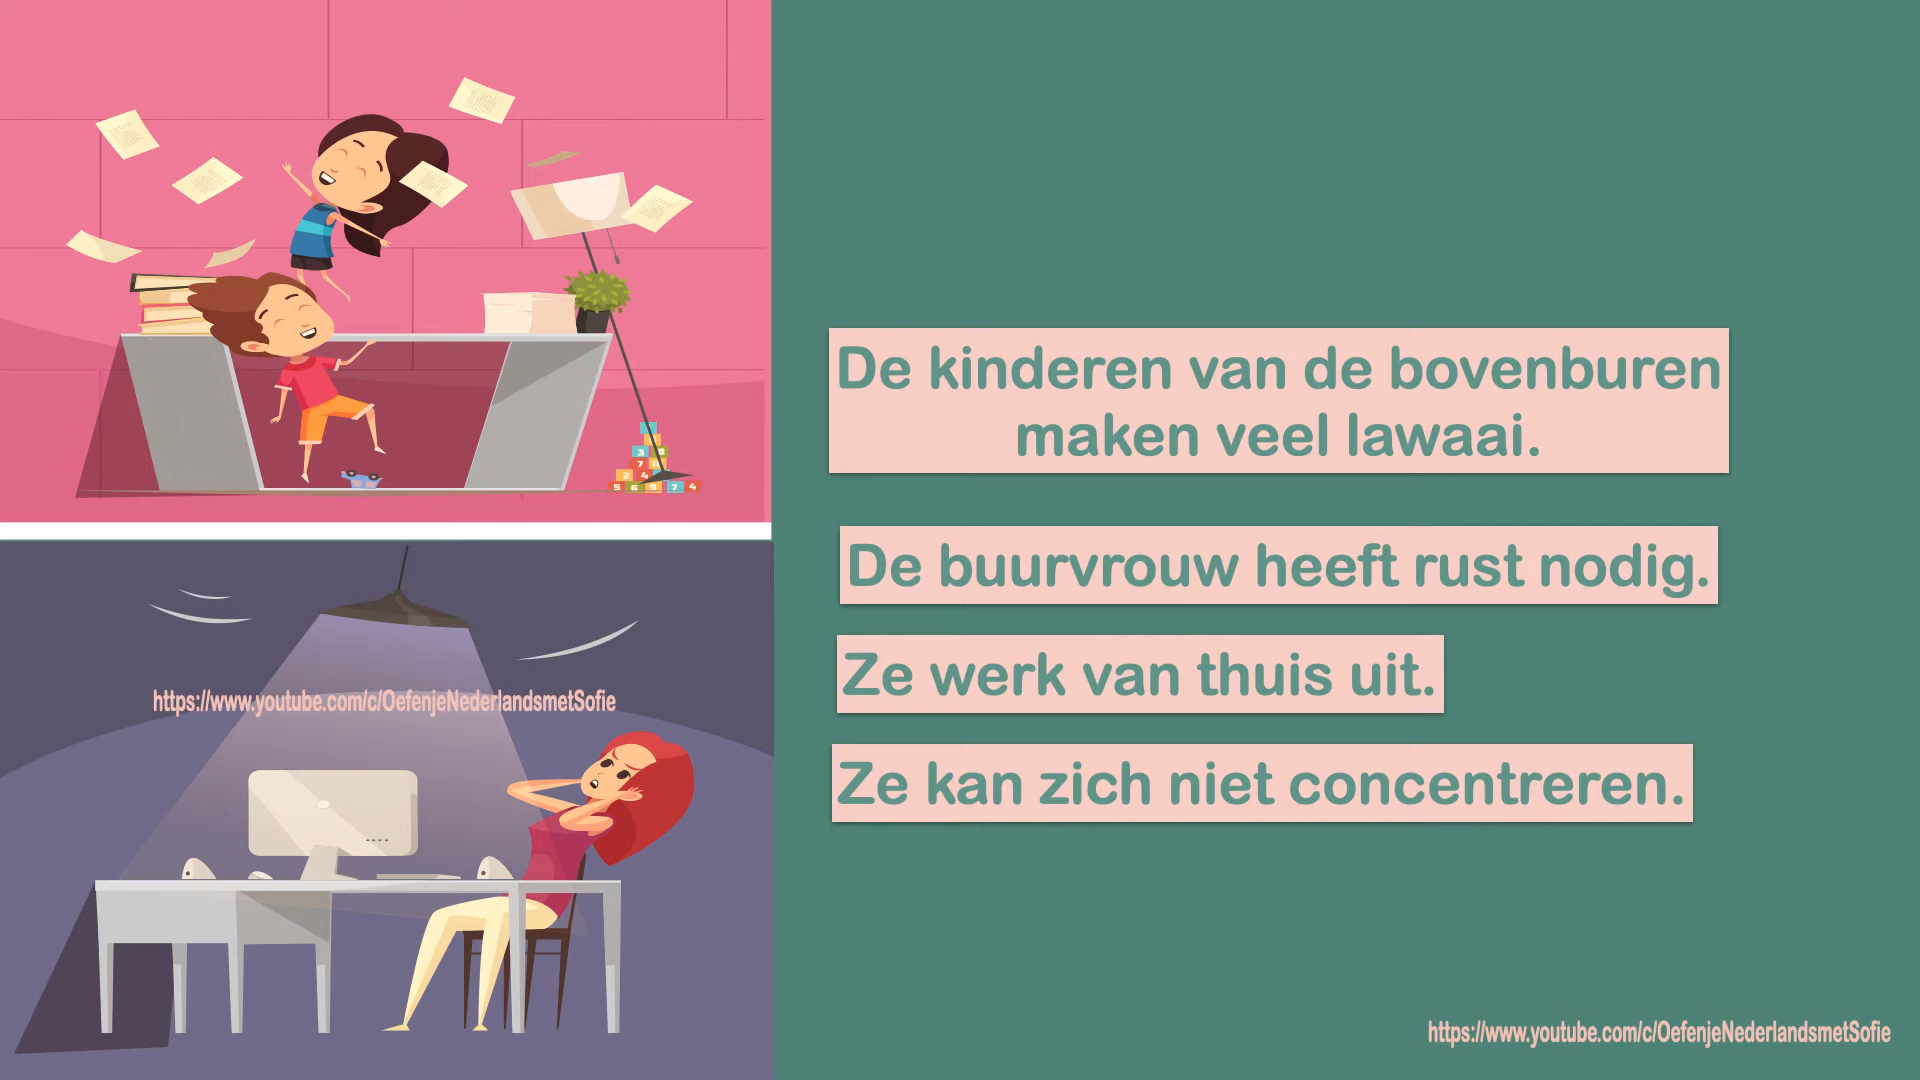 De kinderen van de bovenburen
maken veel lawaai.
De buurvrouw heeft rust nodig.
Ze werk van thuis uit.
Ze kan zich niet concentreren.
https://www.youtube.com/c/OefenjeNederlandsmetSofie
https://www.youtube.com/c/OefenjeNederlandsmetSofie